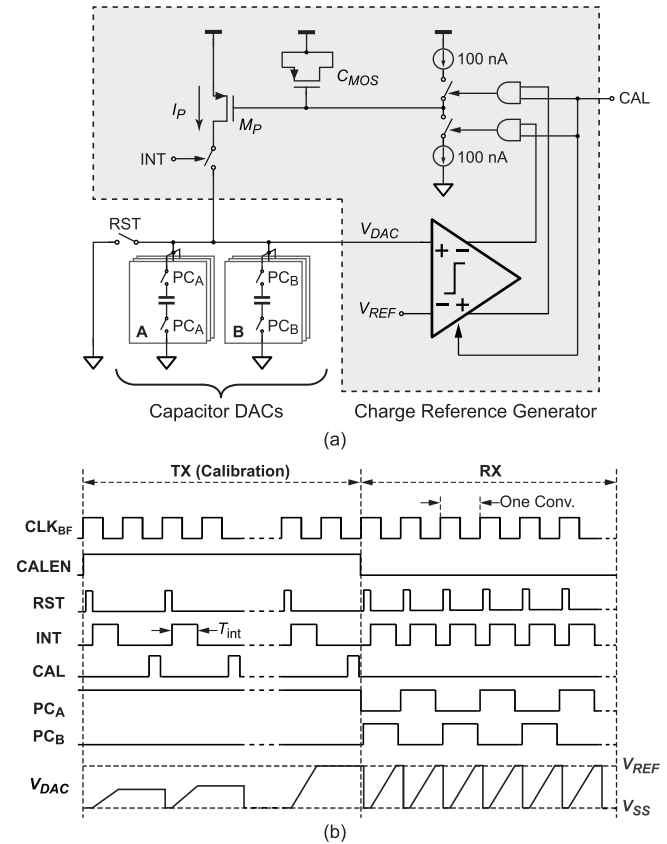 100 nA
C_MOS
I_P
M_P
CAL
INT
100 nA
RST
V_DAC
+ −
PC_A
PC_B
V_REF
− +
A
PC_A
B
PC_B
Capacitor DACs
Charge Reference Generator
(a)
TX (Calibration)
RX
One Conv.
CLK_BF
CALEN
RST
INT
T_int
CAL
PC_A
PC_B
V_REF
V_DAC
V_SS
(b)